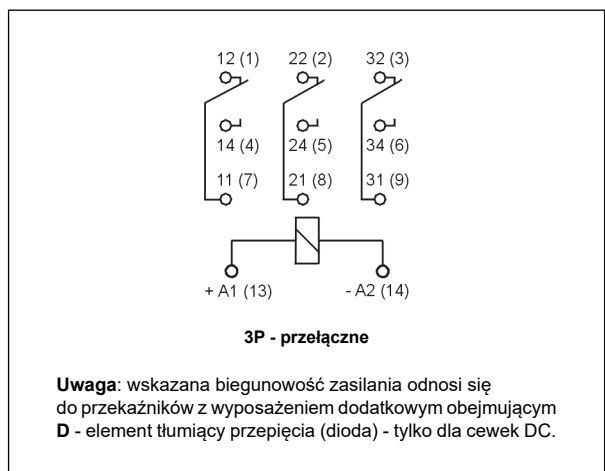 12 (1) 22 (2) 32 (3)
14 (4) 24 (5) 34 (6)
11 (7) 21 (8) 31 (9)
+ A1 (13) - A2 (14)
3P - przełączne
Uwaga: wskazana biegunowość zasilania odnosi się
do przekaźników z wyposażeniem dodatkowym obejmującym
D - element tłumiący przepięcia (dioda) - tylko dla cewek DC.